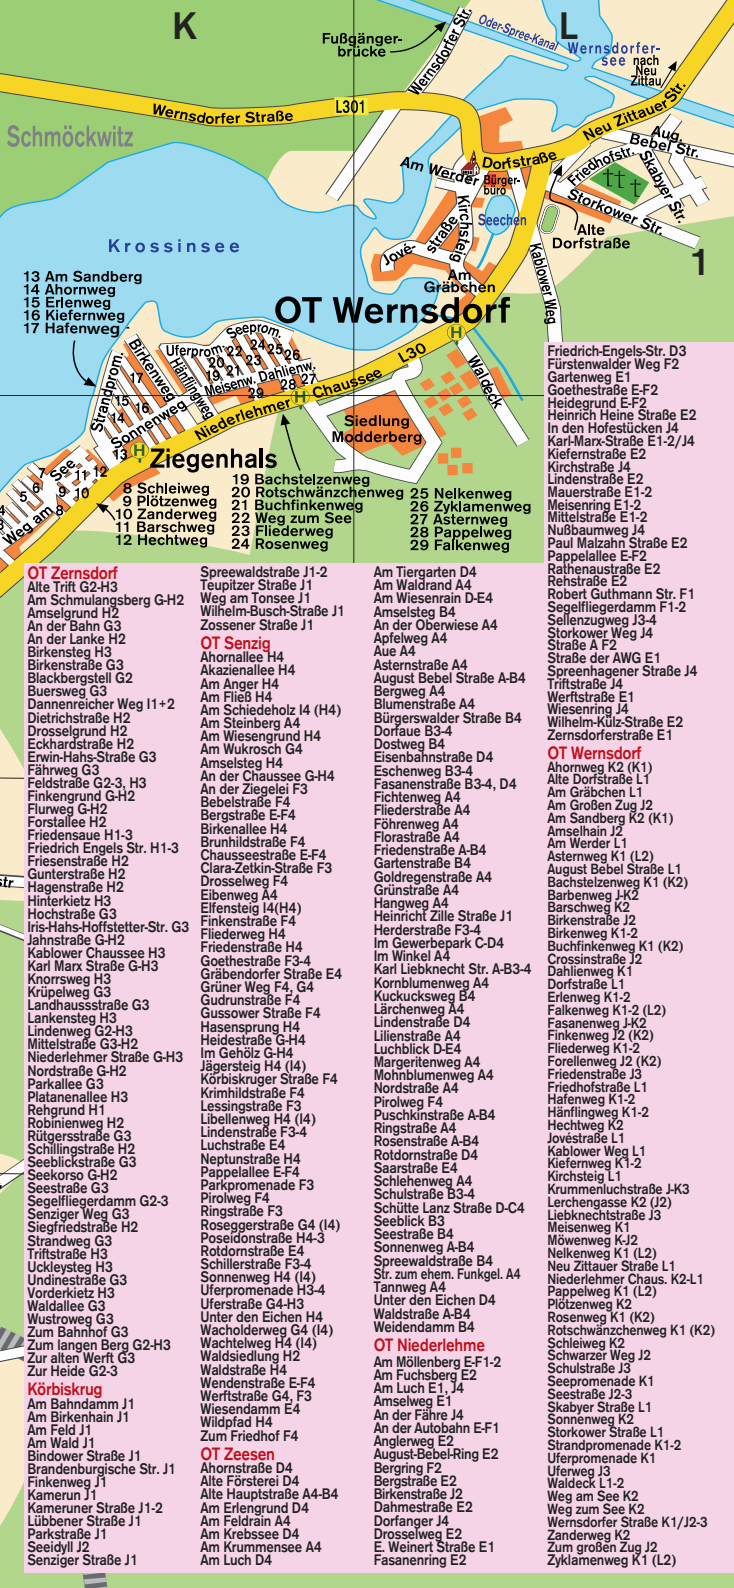 K
L
Fußgänger-
brücke
Wernsdorfer Str.
Oder-Spree-Kanal
Wernsdorfer-
see
nach
Neu
Zittau
Wernsdorfer Straße
L301
Neu Zittauer Str.
Schmöckwitz
Aug.
Bebel Str.
Am Werder
Dorfstraße
Bürger-
büro
Friedhofstr.
Skabyer Str.
Storkower Str.
Kirchsteig
Seechen
Alte
Dorfstraße
Jové-
straße
Kablower Weg
Krossinsee
1
Am
Gräbchen
13 Am Sandberg
14 Ahornweg
15 Erlenweg
16 Kiefernweg
17 Hafenweg
OT Wernsdorf
H
Seeprom.
Uferprom.
22 24 25 26
20
19 21 23
Strandprom.
Birkenweg
Hänflingweg
Meisenw.
Dahlienw.
17
28 27
29
L30
Waldeck
15
14
16
Sonnenweg
13
Niederlehmer Chaussee
H
H
Siedlung
Modderberg
Ziegenhals
7
See
6
5
4
11 12
9 10
8
Weg am
8 Schleiweg
9 Plötzenweg
10 Zanderweg
11 Barschweg
12 Hechtweg
19 Bachstelzenweg
20 Rotschwänzchenweg
21 Buchfinkenweg
22 Weg zum See
23 Fliederweg
24 Rosenweg
25 Nelkenweg
26 Zyklamenweg
27 Asternweg
28 Pappelweg
29 Falkenweg
str
OT Zernsdorf
Alte Trift G2-H3
Am Schmulangsberg G-H2
Amselgrund H2
An der Bahn G3
An der Lanke H2
Birkensteg H3
Birkenstraße G3
Blackbergstell G2
Buersweg G3
Dannenreicher Weg I1+2
Dietrichstraße H2
Drosselgrund H2
Eckhardstraße H2
Erwin-Hahs-Straße G3
Fährweg G3
Feldstraße G2-3, H3
Finkengrund G-H2
Flurweg G-H2
Forstallee H2
Friedensaue H1-3
Friedrich Engels Str. H1-3
Friesenstraße H2
Gunterstraße H2
Hagenstraße H2
Hinterkietz H3
Hochstraße G3
Iris-Hahs-Hoffstetter-Str. G3
Jahnstraße G-H2
Kablower Chaussee H3
Karl Marx Straße G-H3
Knorrsweg H3
Krüpelweg G3
Landhaussstraße G3
Lankensteg H3
Lindenweg G2-H3
Mittelstraße G3-H2
Niederlehmer Straße G-H3
Nordstraße G-H2
Parkallee G3
Platanenallee H3
Rehgrund H1
Robinienweg H2
Rütgersstraße G3
Schillingstraße H2
Seeblickstraße G3
Seekorso G-H2
Seestraße G3
Segelfliegerdamm G2-3
Senziger Weg G3
Siegfriedstraße H2
Strandweg G3
Triftstraße H3
Uckleysteg H3
Undinestraße G3
Vorderkietz H3
Waldallee G3
Wustroweg G3
Zum Bahnhof G3
Zum langen Berg G2-H3
Zur alten Werft G3
Zur Heide G2-3
Körbiskrug
Am Bahndamm J1
Am Birkenhain J1
Am Feld J1
Am Wald J1
Bindower Straße J1
Brandenburgische Str. J1
Finkenweg J1
Kamerun J1
Kameruner Straße J1-2
Lübbener Straße J1
Parkstraße J1
Seeidyll J2
Senziger Straße J1
Spreewaldstraße J1-2
Teupitzer Straße J1
Weg am Tonsee J1
Wilhelm-Busch-Straße J1
Zossener Straße J1
OT Senzig
Ahornallee H4
Akazienallee H4
Am Anger H4
Am Fließ H4
Am Schiedeholz I4 (H4)
Am Steinberg A4
Am Wiesengrund H4
Am Wukrosch G4
Amselsteg H4
An der Chaussee G-H4
An der Ziegelei F3
Bebelstraße F4
Bergstraße E-F4
Birkenallee H4
Brunhildstraße F4
Chausseestraße E-F4
Clara-Zetkin-Straße F3
Drosselweg F4
Eibenweg A4
Elfensteig I4(H4)
Finkenstraße F4
Fliederweg H4
Friedenstraße H4
Goethestraße F3-4
Gräbendorfer Straße E4
Grüner Weg F4, G4
Gudrunstraße F4
Gussower Straße F4
Hasensprung H4
Heidestraße G-H4
Im Gehölz G-H4
Jägersteig H4 (I4)
Körbiskruger Straße F4
Krimhildstraße F4
Lessingstraße F3
Libellenweg H4 (I4)
Lindenstraße F3-4
Luchstraße E4
Neptunstraße H4
Pappelallee E-F4
Parkpromenade F3
Pirolweg F4
Ringstraße F3
Roseggerstraße G4 (I4)
Poseidonstraße H4-3
Rotdornstraße E4
Schillerstraße F3-4
Sonnenweg H4 (I4)
Uferpromenade H3-4
Uferstraße G4-H3
Unter den Eichen H4
Wacholderweg G4 (I4)
Wachtelweg H4 (I4)
Waldsiedlung H2
Waldstraße H4
Wendenstraße E-F4
Werftstraße G4, F3
Wiesendamm E4
Wildpfad H4
Zum Friedhof F4
OT Zeesen
Ahornstraße D4
Alte Försterei D4
Alte Hauptstraße A4-B4
Am Erlengrund D4
Am Feldrain A4
Am Krebssee D4
Am Krummensee A4
Am Luch D4
Am Tiergarten D4
Am Waldrand A4
Am Wiesenrain D-E4
Amselsteg B4
An der Oberwiese A4
Apfelweg A4
Aue A4
Asternstraße A4
August Bebel Straße A-B4
Bergweg A4
Blumenstraße A4
Bürgerswalder Straße B4
Dorfaue B3-4
Dostweg B4
Eisenbahnstraße D4
Eschenweg B3-4
Fasanenstraße B3-4, D4
Fichtenweg A4
Fliederstraße A4
Föhrenweg A4
Florastraße A4
Friedenstraße A-B4
Gartenstraße B4
Goldregenstraße A4
Grünstraße A4
Hangweg A4
Heinricht Zille Straße J1
Herderstraße F3-4
Im Gewerbepark C-D4
Im Winkel A4
Karl Liebknecht Str. A-B3-4
Kornblumenweg A4
Kuckucksweg B4
Lärchenweg A4
Lindenstraße D4
Lilienstraße A4
Luchblick D-E4
Margeritenweg A4
Mohnblumenweg A4
Nordstraße A4
Pirolweg F4
Puschkinstraße A-B4
Ringstraße A4
Rosenstraße A-B4
Rotdornstraße D4
Saarstraße E4
Schlehenweg A4
Schulstraße B3-4
Schütte Lanz Straße D-C4
Seeblick B3
Seestraße B4
Sonnenweg A-B4
Spreewaldstraße B4
Str. zum ehem. Funkgel. A4
Tannweg A4
Unter den Eichen D4
Waldstraße A-B4
Weidendamm B4
OT Niederlehme
Am Möllenberg E-F1-2
Am Fuchsberg E2
Am Luch E1, J4
Amselweg E1
An der Fähre J4
An der Autobahn E-F1
Anglerweg E2
August-Bebel-Ring E2
Bergring F2
Bergstraße E2
Birkenstraße J2
Dahmestraße E2
Dorfanger J4
Drosselweg E2
E. Weinert Straße E1
Fasanenring E2
Friedrich-Engels-Str. D3
Fürstenwalder Weg F2
Gartenweg E1
Goethestraße E-F2
Heidegrund E-F2
Heinrich Heine Straße E2
In den Hofestücken J4
Karl-Marx-Straße E1-2/J4
Kiefernstraße E2
Kirchstraße J4
Lindenstraße E2
Mauerstraße E1-2
Meisenring E1-2
Mittelstraße E1-2
Nußbaumweg J4
Paul Malzahn Straße E2
Pappelallee E-F2
Rathenaustraße E2
Rehstraße E2
Robert Guthmann Str. F1
Segelfliegerdamm F1-2
Sellenzugweg J3-4
Storkower Weg J4
Straße A F2
Straße der AWG E1
Spreenhagener Straße J4
Triftstraße J4
Werftstraße E1
Wiesenring J4
Wilhelm-Külz-Straße E2
Zernsdorferstraße E1
OT Wernsdorf
Ahornweg K2 (K1)
Alte Dorfstraße L1
Am Gräbchen L1
Am Großen Zug J2
Am Sandberg K2 (K1)
Amselhain J2
Am Werder L1
Asternweg K1 (L2)
August Bebel Straße L1
Bachstelzenweg K1 (K2)
Barbenweg J-K2
Barschweg K2
Birkenstraße J2
Birkenweg K1-2
Buchfinkenweg K1 (K2)
Crossinstraße J2
Dahlienweg K1
Dorfstraße L1
Erlenweg K1-2
Falkenweg K1-2 (L2)
Fasanenweg J-K2
Finkenweg J2 (K2)
Fliederweg K1-2
Forellenweg J2 (K2)
Friedenstraße J3
Friedhofstraße L1
Hafenweg K1-2
Hänflingweg K1-2
Hechtweg K2
Jovéstraße L1
Kablower Weg L1
Kiefernweg K1-2
Kirchsteig L1
Krummenluchstraße J-K3
Lerchengasse K2 (J2)
Liebknechtstraße J3
Meisenweg K1
Möwenweg K-J2
Nelkenweg K1 (L2)
Neu Zittauer Straße L1
Niederlehmer Chaus. K2-L1
Pappelweg K1 (L2)
Plötzenweg K2
Rosenweg K1 (K2)
Rotschwänzchenweg K1 (K2)
Schleiweg K2
Schwarzer Weg J2
Schulstraße J3
Seepromenade K1
Seestraße J2-3
Skabyer Straße L1
Sonnenweg K2
Storkower Straße L1
Strandpromenade K1-2
Uferpromenade K1
Uferweg J3
Waldeck L1-2
Weg am See K2
Weg zum See K2
Wernsdorfer Straße K1/J2-3
Zanderweg K2
Zum großen Zug J2
Zyklamenweg K1 (L2)